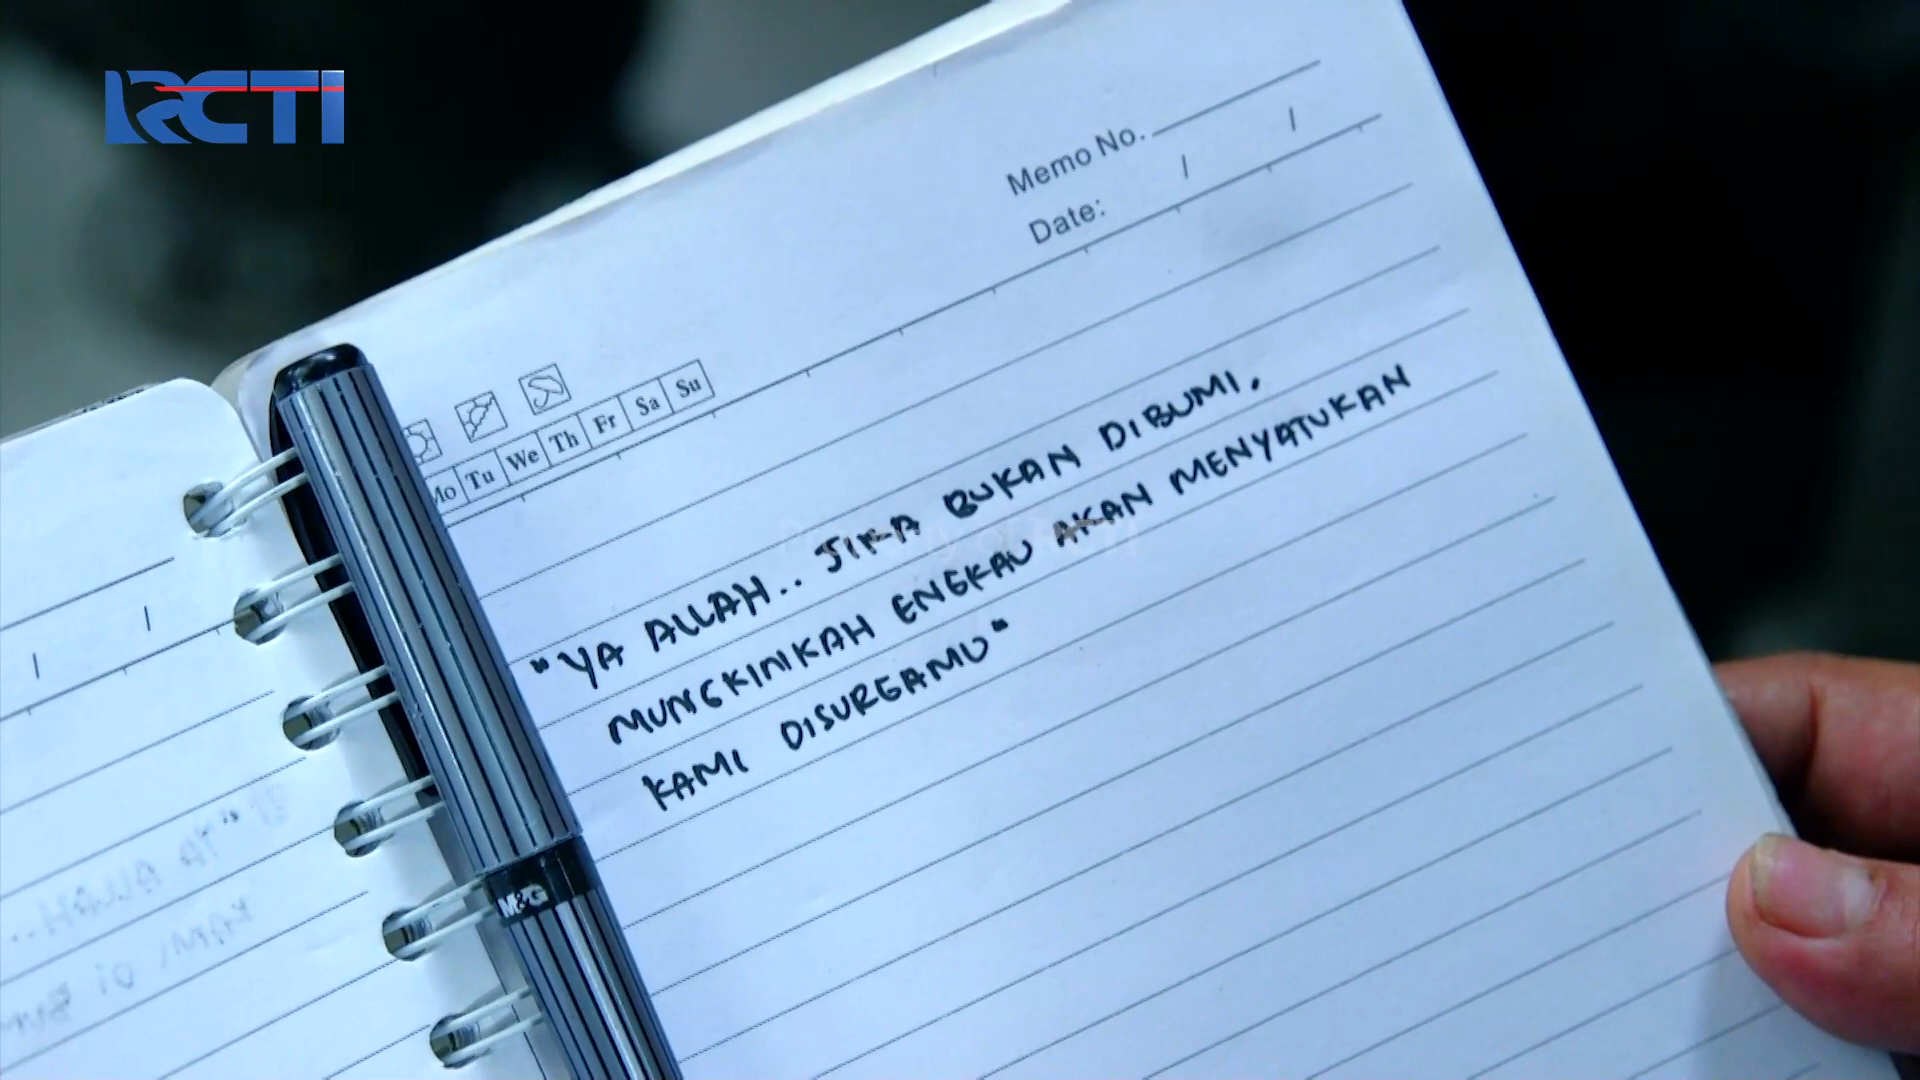 RCTI
Memo No.
Date: / /
Mo Tu We Th Fr Sa Su
"YA ALLAH.. JIKA BUKAN DIBUMI,
MUNGKINKAH ENGKAU AKAN MENYATUKAN
KAMI DISURGAMU"
M&G